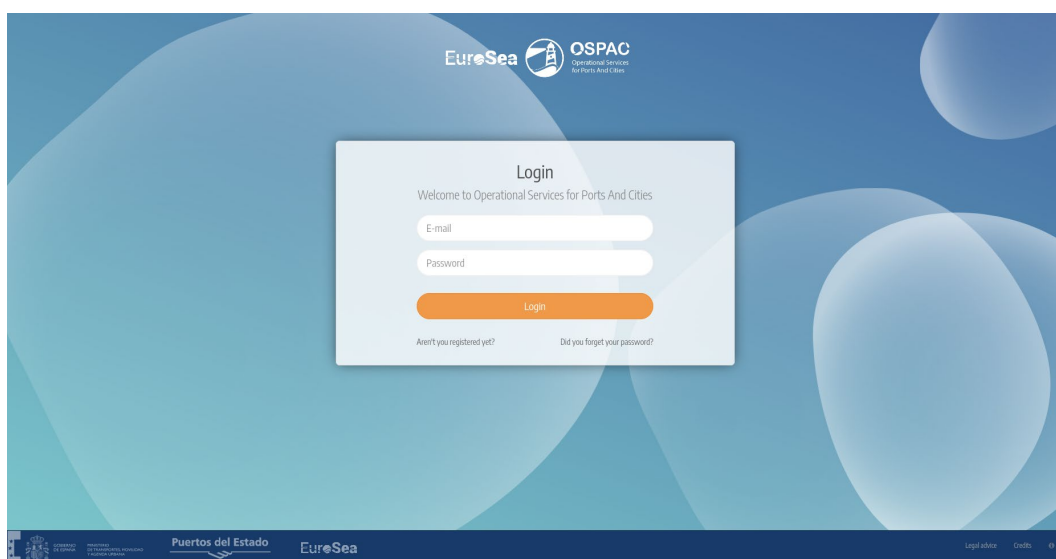 EuroSea
OSPAC
Operational Services
for Ports And Cities
Login
Welcome to Operational Services for Ports And Cities
E-mail
Password
Login
Aren't you registered yet?
Did you forget your password?
GOBIERNO
DE ESPAÑA
MINISTERIO
DE TRANSPORTES, MOVILIDAD
Y AGENDA URBANA
Puertos del Estado
EuroSea
Legal advice
Credits